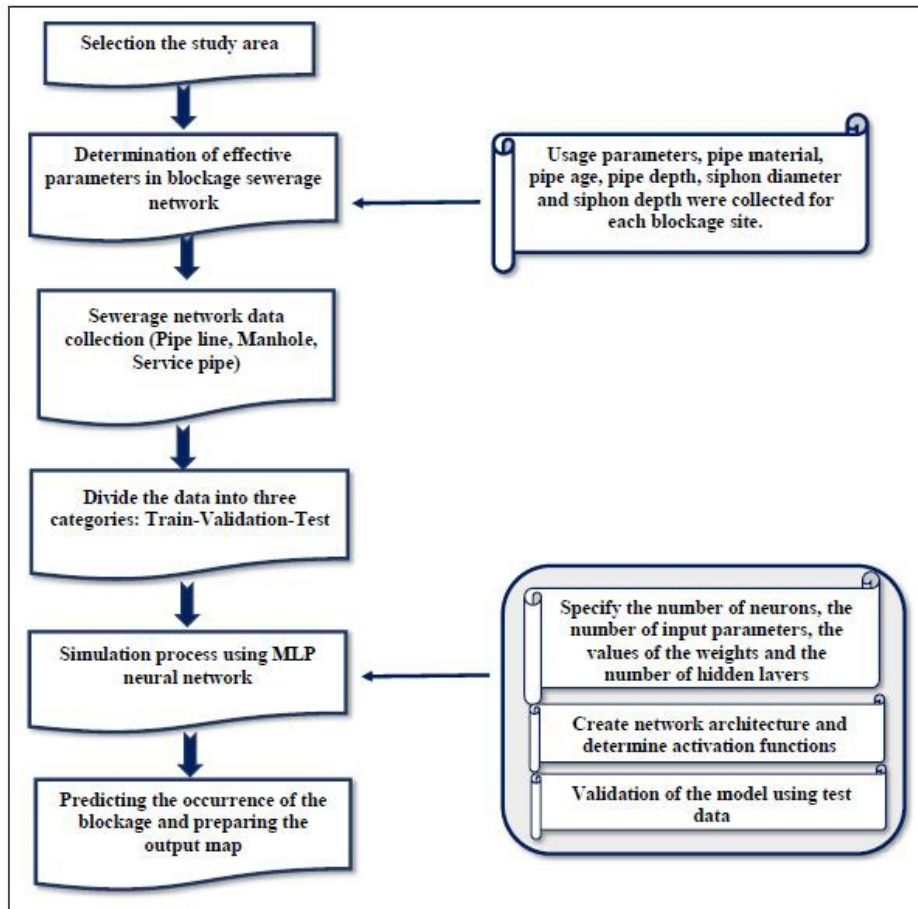 Selection the study area
Determination of effective
parameters in blockage sewerage
network
Usage parameters, pipe material,
pipe age, pipe depth, siphon diameter
and siphon depth were collected for
each blockage site.
Sewerage network data
collection (Pipe line, Manhole,
Service pipe)
Divide the data into three
categories: Train-Validation-Test
Simulation process using MLP
neural network
Specify the number of neurons, the
number of input parameters, the
values of the weights and the
number of hidden layers
Create network architecture and
determine activation functions
Validation of the model using test
data
Predicting the occurrence of the
blockage and preparing the
output map